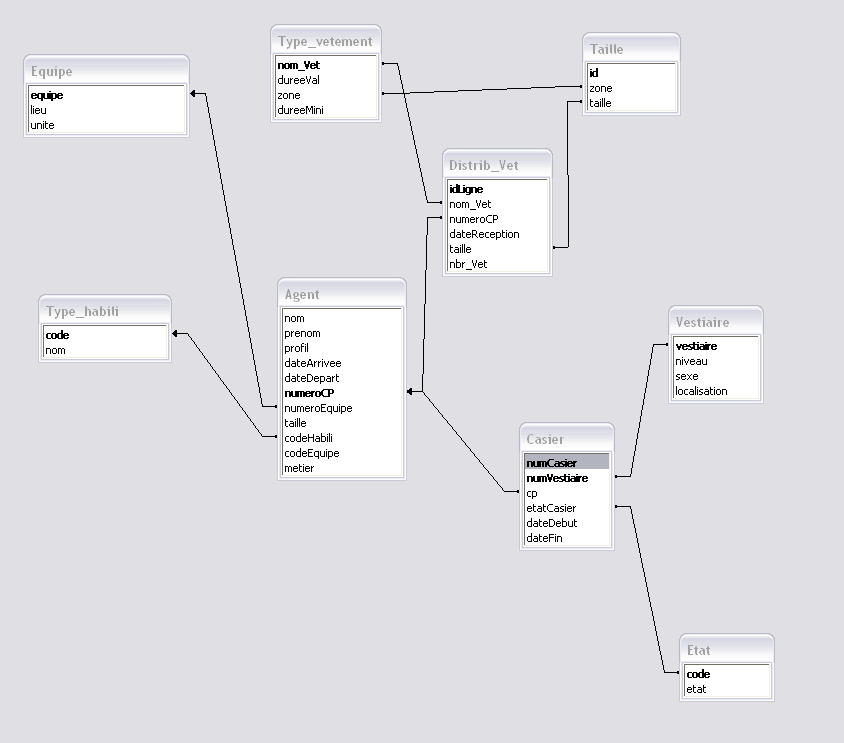 Equipe
equipe
lieu
unite
Type_vetement
nom_Vet
dureeVal
zone
dureeMini
Taille
id
zone
taille
Distrib_Vet
idLigne
nom_Vet
numeroCP
dateReception
taille
nbr_Vet
Type_habili
code
nom
Agent
nom
prenom
profil
dateArrivee
dateDepart
numeroCP
numeroEquipe
taille
codeHabili
codeEquipe
metier
Vestiaire
vestiaire
niveau
sexe
localisation
Casier
numCasier
numVestiaire
cp
etatCasier
dateDebut
dateFin
Etat
code
etat